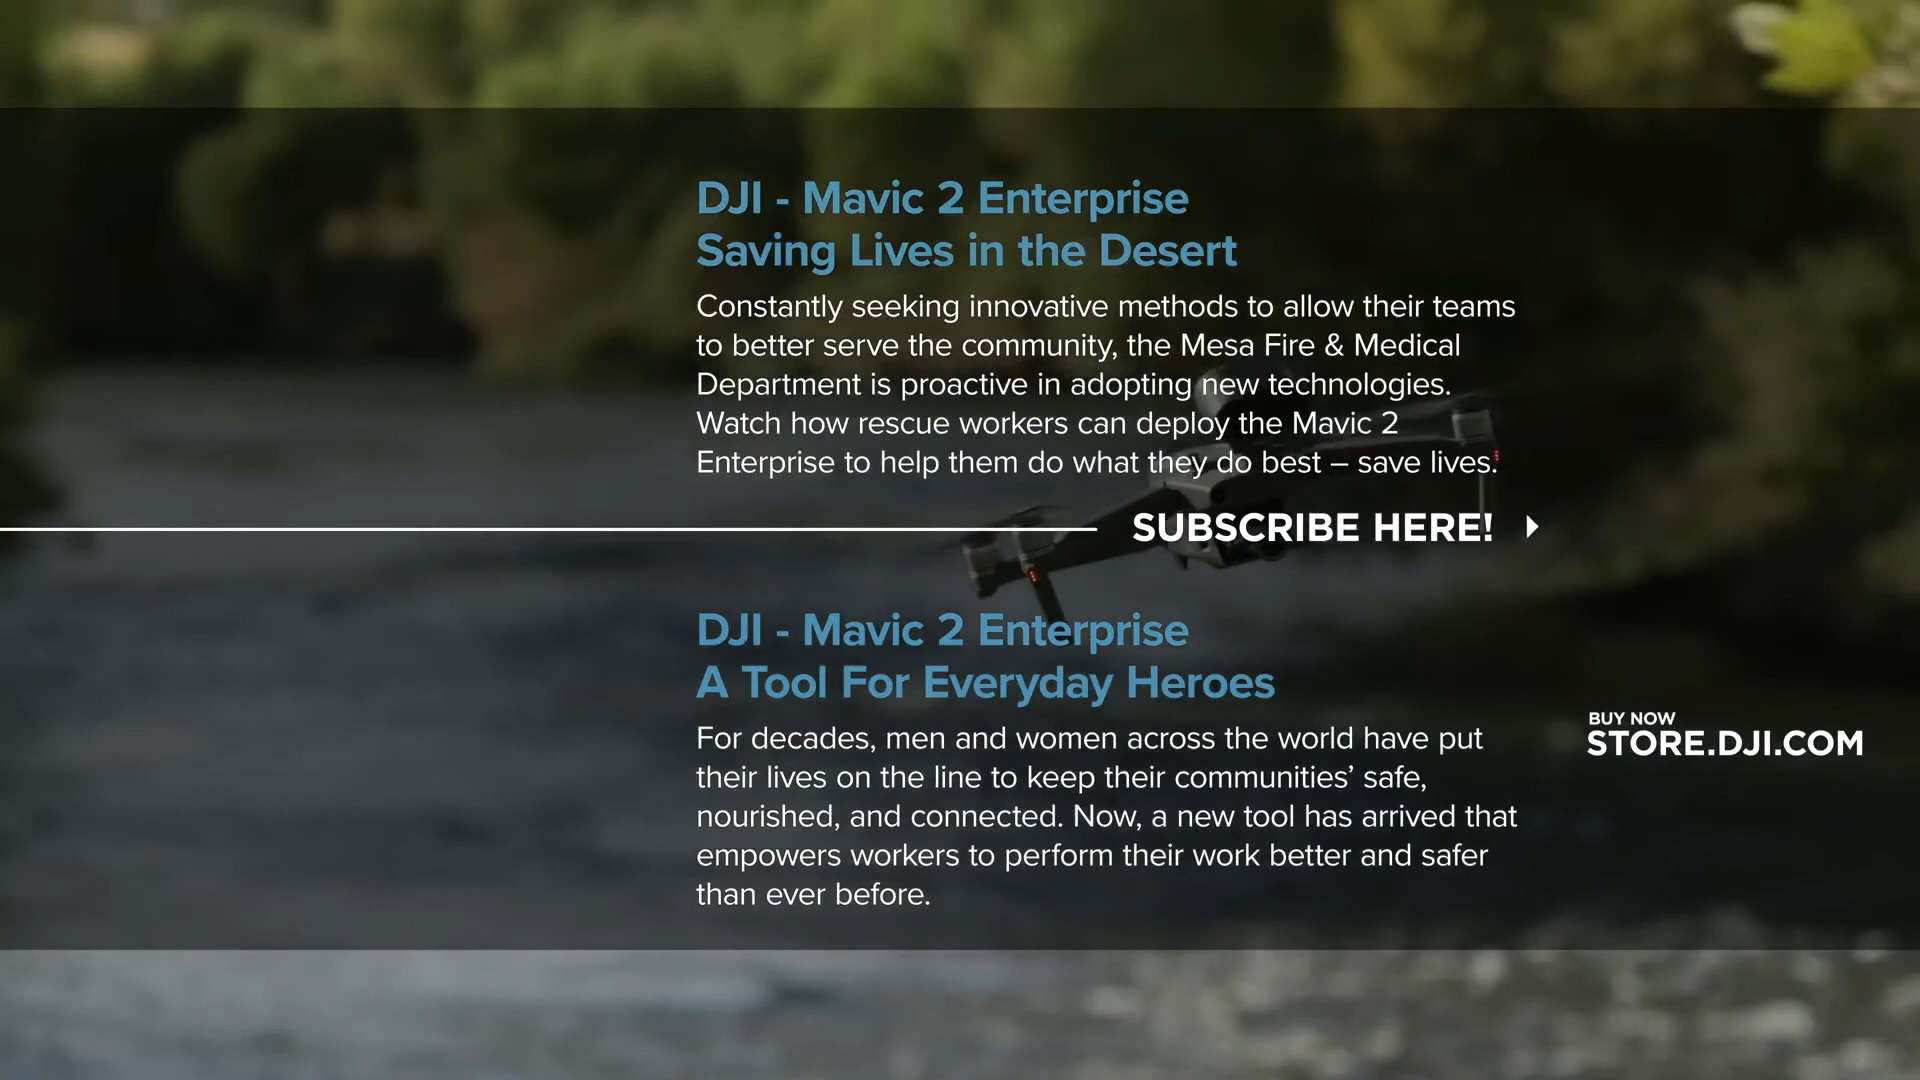 DJI - Mavic 2 Enterprise
Saving Lives in the Desert
Constantly seeking innovative methods to allow their teams
to better serve the community, the Mesa Fire & Medical
Department is proactive in adopting new technologies.
Watch how rescue workers can deploy the Mavic 2
Enterprise to help them do what they do best – save lives.
SUBSCRIBE HERE!
DJI - Mavic 2 Enterprise
A Tool For Everyday Heroes
For decades, men and women across the world have put
their lives on the line to keep their communities’ safe,
nourished, and connected. Now, a new tool has arrived that
empowers workers to perform their work better and safer
than ever before.
BUY NOW
STORE.DJI.COM